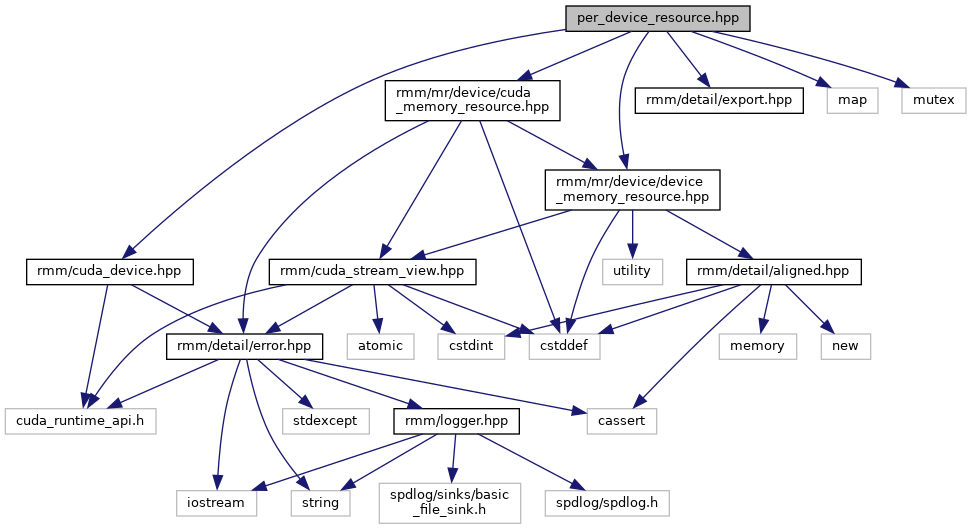 per_device_resource.hpp
rmm/mr/device/cuda
_memory_resource.hpp
rmm/detail/export.hpp
map
mutex
rmm/mr/device/device
_memory_resource.hpp
rmm/cuda_device.hpp
rmm/cuda_stream_view.hpp
utility
rmm/detail/aligned.hpp
rmm/detail/error.hpp
atomic
cstdint
cstddef
memory
new
cuda_runtime_api.h
stdexcept
rmm/logger.hpp
cassert
iostream
string
spdlog/sinks/basic
_file_sink.h
spdlog/spdlog.h